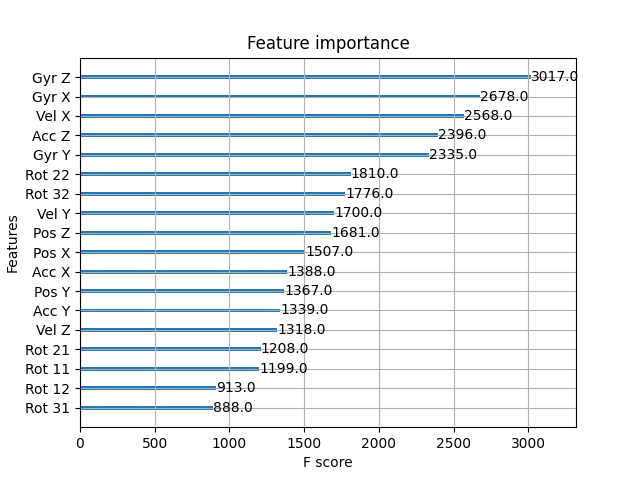 Feature importance
Features
Gyr Z 3017.0
Gyr X 2678.0
Vel X 2568.0
Acc Z 2396.0
Gyr Y 2335.0
Rot 22 1810.0
Rot 32 1776.0
Vel Y 1700.0
Pos Z 1681.0
Pos X 1507.0
Acc X 1388.0
Pos Y 1367.0
Acc Y 1339.0
Vel Z 1318.0
Rot 21 1208.0
Rot 11 1199.0
Rot 12 913.0
Rot 31 888.0
0 500 1000 1500 2000 2500 3000
F score